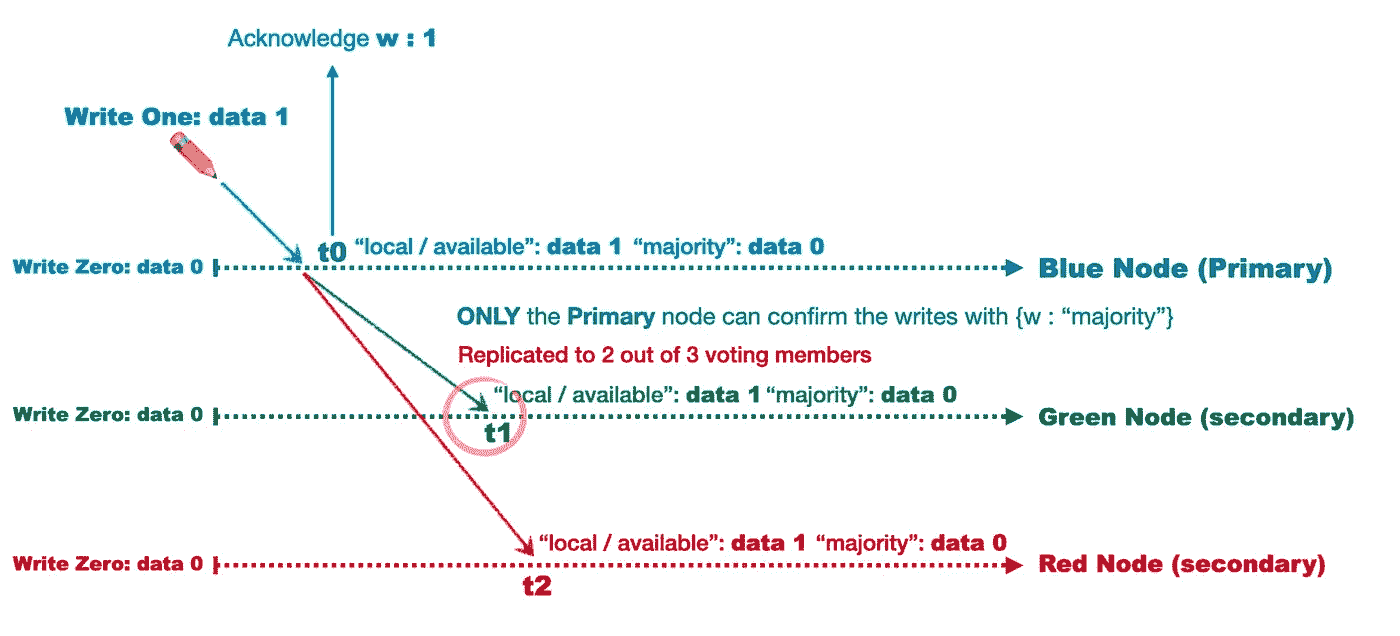 Acknowledge w : 1
Write One: data 1
t0 “local / available”: data 1 “majority”: data 0
Write Zero: data 0
Blue Node (Primary)
ONLY the Primary node can confirm the writes with {w : “majority”}
Replicated to 2 out of 3 voting members
“local / available”: data 1 “majority”: data 0
Write Zero: data 0
Green Node (secondary)
t1
“local / available”: data 1 “majority”: data 0
Write Zero: data 0
Red Node (secondary)
t2